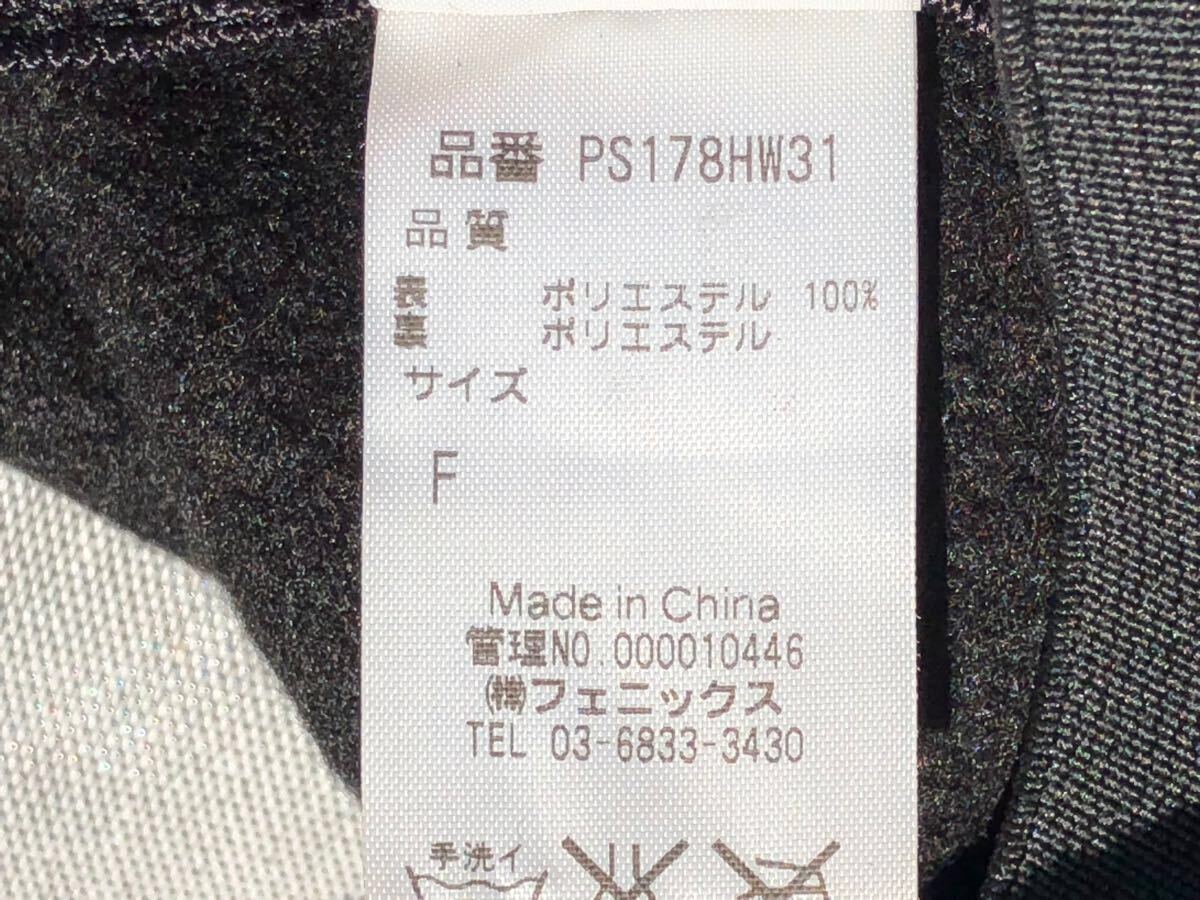 品番 PS178HW31
品質
表 ポリエステル 100%
裏 ポリエステル
サイズ
F
Made in China
管理NO.000010446
㈱フェニックス
TEL 03-6833-3430
手洗イ